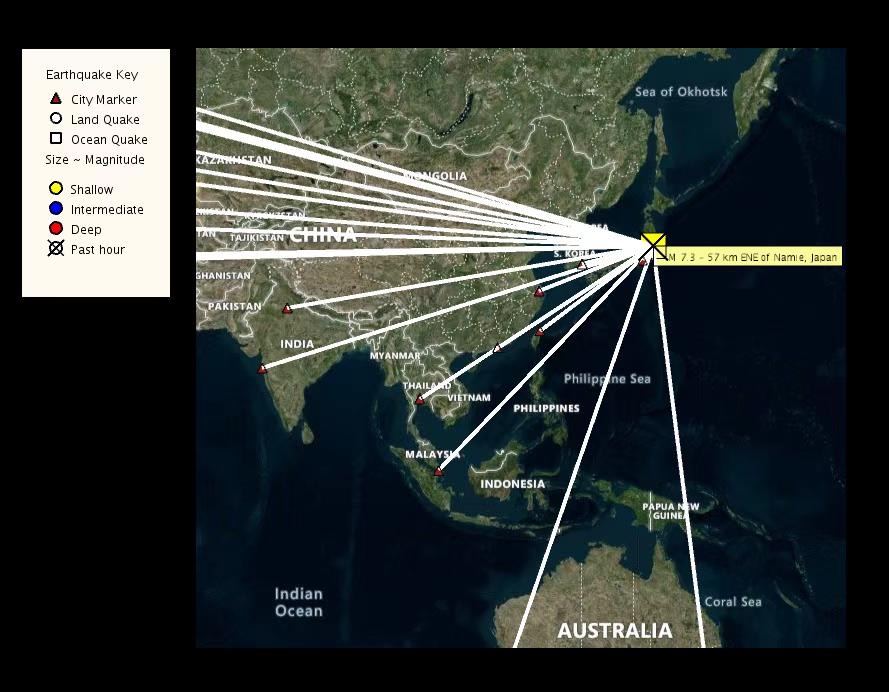 Earthquake Key
City Marker
Land Quake
Ocean Quake
Size ~ Magnitude
Shallow
Intermediate
Deep
Past hour
Sea of Okhotsk
KAZAKHSTAN
MONGOLIA
KYRGYZSTAN
TAJIKISTAN
CHINA
S. KOREA
M 7.3 - 57 km ENE of Namie, Japan
GHANISTAN
PAKISTAN
INDIA
MYANMAR
THAILAND
VIETNAM
Philippine Sea
PHILIPPINES
MALAYSIA
INDONESIA
PAPUA NEW
GUINEA
Indian
Ocean
Coral Sea
AUSTRALIA